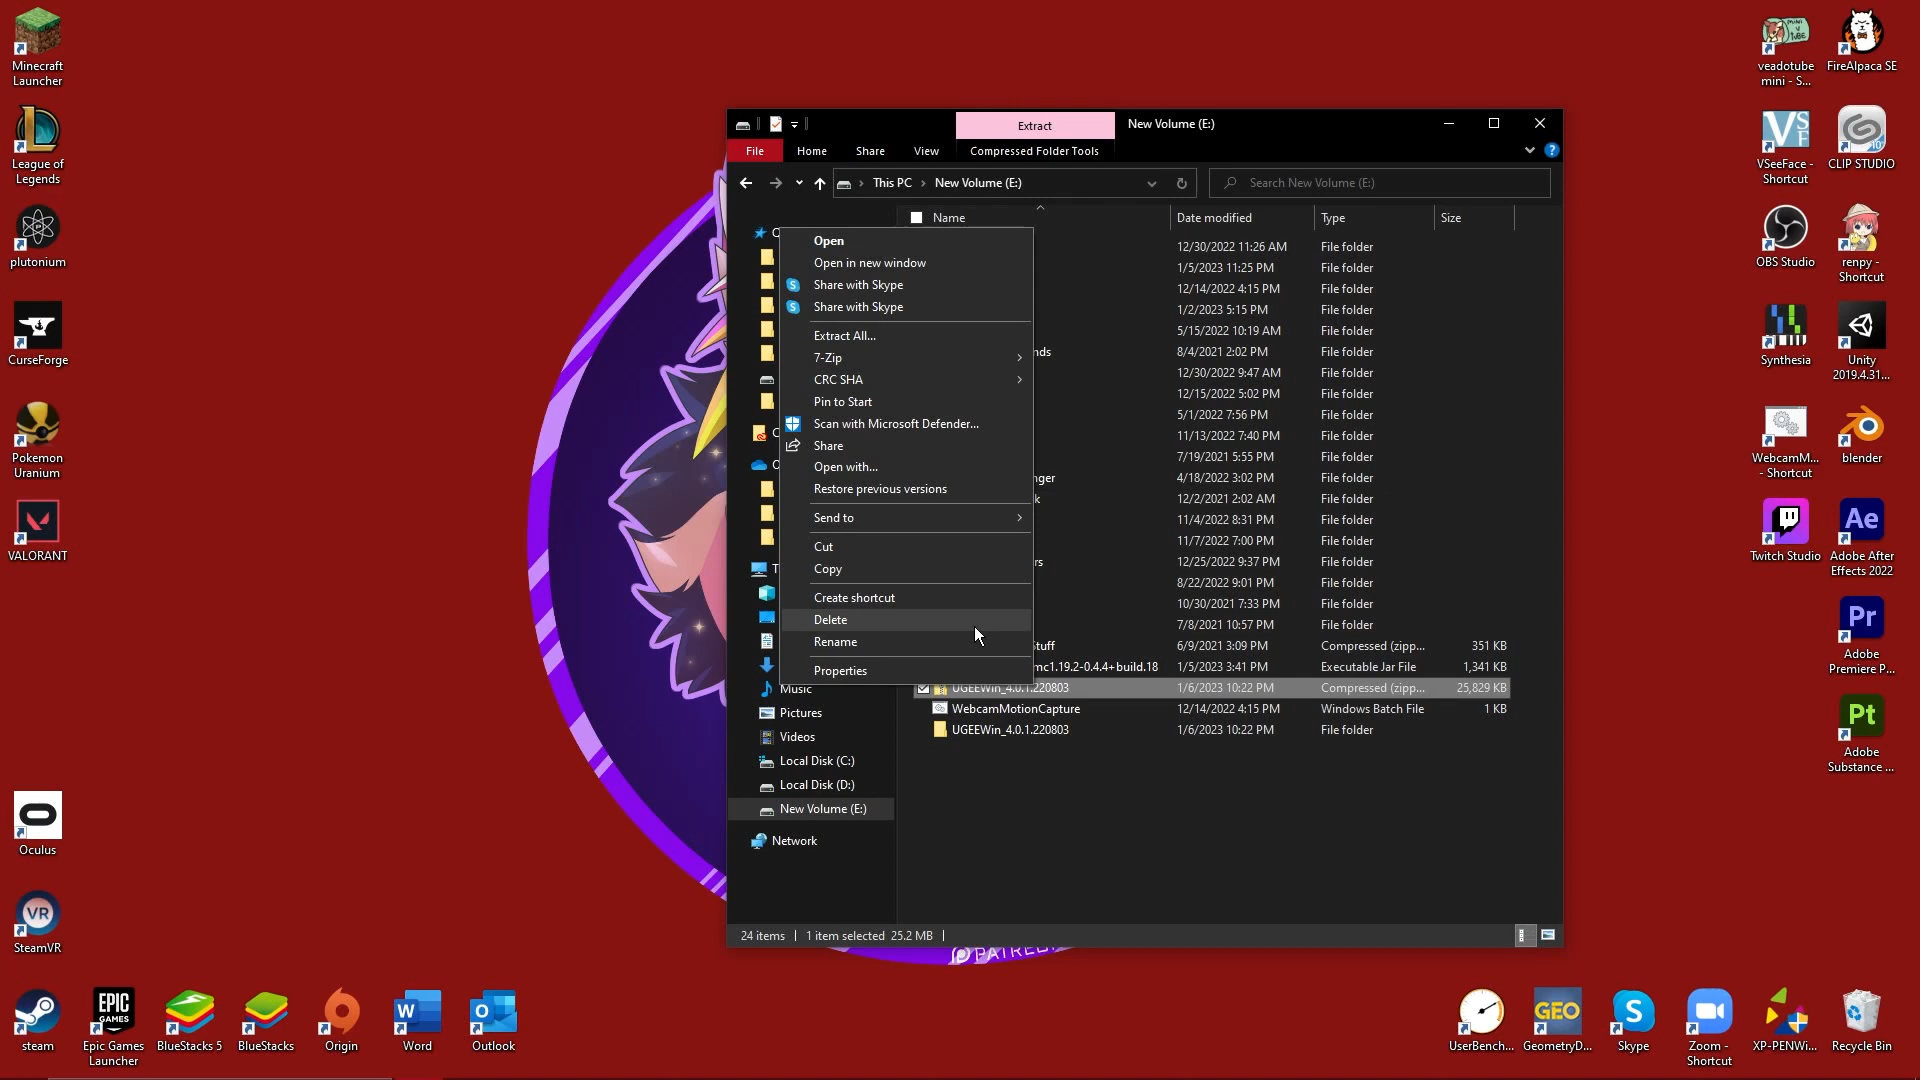 Minecraft
Launcher
League of
Legends
plutonium
CurseForge
Pokemon
Uranium
VALORANT
Oculus
SteamVR
steam
EPIC
GAMES
Epic Games
Launcher
BlueStacks 5
BlueStacks
Origin
W
Word
O
Outlook
Extract
New Volume (E:)
File
Home
Share
View
Compressed Folder Tools
This PC
New Volume (E:)
Search New Volume (E:)
Name
Date modified
Type
Size
12/30/2022 11:26 AM File folder
1/5/2023 11:25 PM File folder
12/14/2022 4:15 PM File folder
1/2/2023 5:15 PM File folder
5/15/2022 10:19 AM File folder
nds 8/4/2021 2:02 PM File folder
12/30/2022 9:47 AM File folder
12/15/2022 5:02 PM File folder
5/1/2022 7:56 PM File folder
11/13/2022 7:40 PM File folder
7/19/2021 5:55 PM File folder
nger 4/18/2022 3:02 PM File folder
k 12/2/2021 2:02 AM File folder
11/4/2022 8:31 PM File folder
11/7/2022 7:00 PM File folder
rs 12/25/2022 9:37 PM File folder
8/22/2022 9:01 PM File folder
10/30/2021 7:33 PM File folder
7/8/2021 10:57 PM File folder
tuff 6/9/2021 3:09 PM Compressed (zipp... 351 KB
mc1.19.2-0.4.4+build.18 1/5/2023 3:41 PM Executable Jar File 1,341 KB
UGEEWin_4.0.1.220803 1/6/2023 10:22 PM Compressed (zipp... 25,829 KB
WebcamMotionCapture 12/14/2022 4:15 PM Windows Batch File 1 KB
UGEEWin_4.0.1.220803 1/6/2023 10:22 PM File folder
Open
Open in new window
Share with Skype
Share with Skype
Extract All...
7-Zip
CRC SHA
Pin to Start
Scan with Microsoft Defender...
Share
Open with...
Restore previous versions
Send to
Cut
Copy
Create shortcut
Delete
Rename
Properties
Music
Pictures
Videos
Local Disk (C:)
Local Disk (D:)
New Volume (E:)
Network
24 items
1 item selected 25.2 MB
veadotube
mini - S...
FireAlpaca SE
VSeeFace -
Shortcut
CLIP STUDIO
OBS Studio
renpy -
Shortcut
Synthesia
Unity
2019.4.31...
WebcamM...
- Shortcut
blender
Twitch Studio
Ae
Adobe After
Effects 2022
Pr
Adobe
Premiere P...
Pt
Adobe
Substance ...
UserBench...
GEO
GeometryD...
S
Skype
Zoom -
Shortcut
XP-PENWi...
Recycle Bin